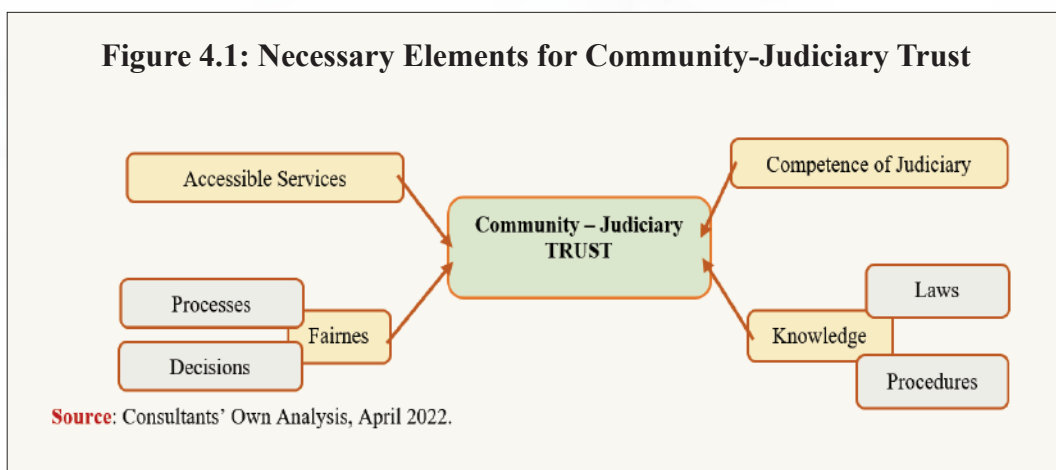 Figure 4.1: Necessary Elements for Community-Judiciary Trust
Accessible Services
Competence of Judiciary
Community – Judiciary
TRUST
Processes
Fairnes
Decisions
Laws
Knowledge
Procedures
Source: Consultants’ Own Analysis, April 2022.